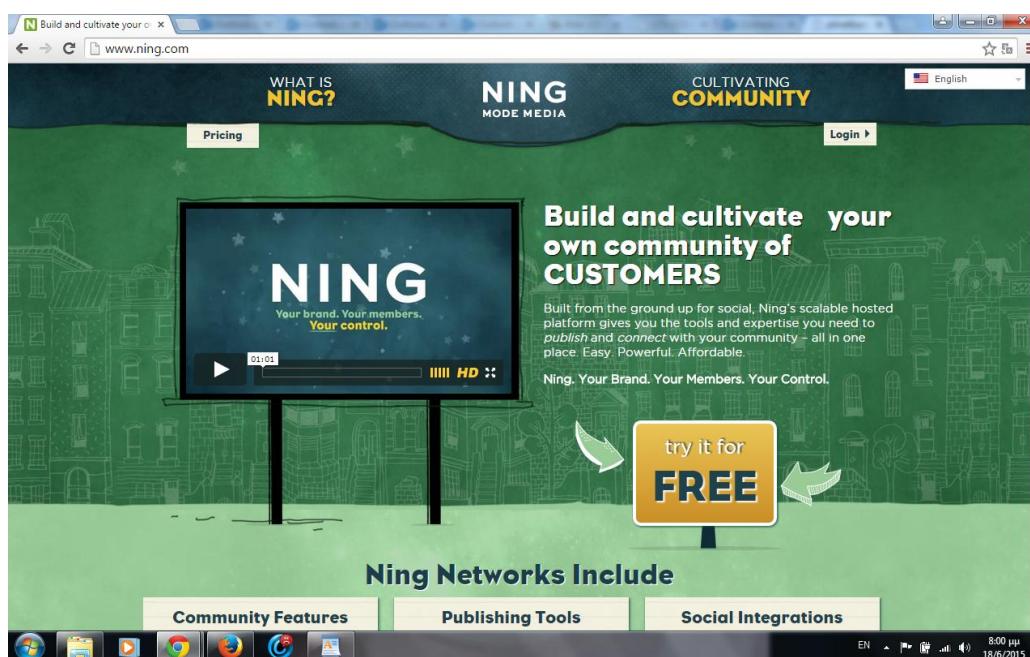 Build and cultivate your o
www.ning.com
WHAT IS
NING?
NING
MODE MEDIA
CULTIVATING
COMMUNITY
English
Pricing
Login
NING
Your brand. Your members.
Your control.
01:01
HD
Build and cultivate your
own community of
CUSTOMERS
Built from the ground up for social, Ning's scalable hosted
platform gives you the tools and expertise you need to
publish and connect with your community – all in one
place. Easy. Powerful. Affordable.
Ning. Your Brand. Your Members. Your Control.
try it for
FREE
Ning Networks Include
Community Features
Publishing Tools
Social Integrations
EN
8:00 μμ
18/6/2015